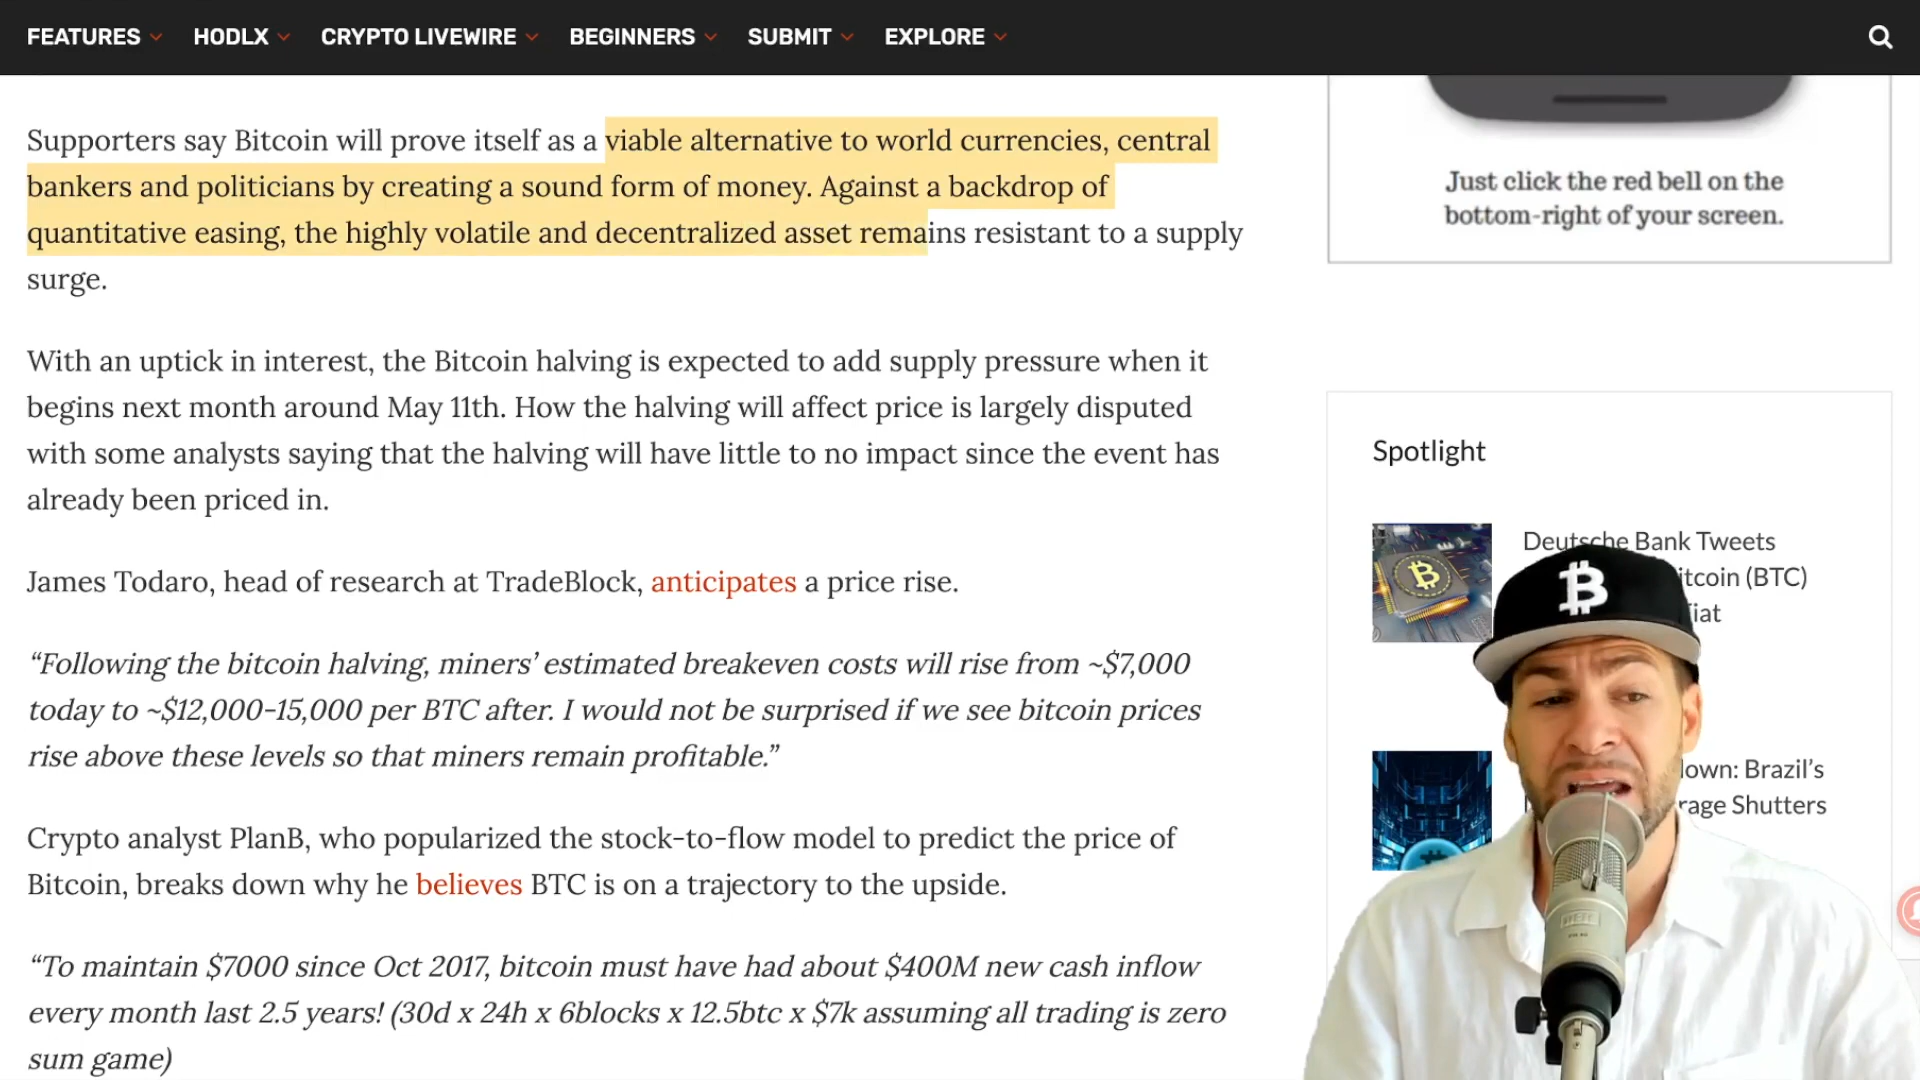 FEATURES HODLX CRYPTO LIVEWIRE BEGINNERS SUBMIT EXPLORE
Supporters say Bitcoin will prove itself as a viable alternative to world currencies, central
bankers and politicians by creating a sound form of money. Against a backdrop of
quantitative easing, the highly volatile and decentralized asset remains resistant to a supply
surge.
With an uptick in interest, the Bitcoin halving is expected to add supply pressure when it
begins next month around May 11th. How the halving will affect price is largely disputed
with some analysts saying that the halving will have little to no impact since the event has
already been priced in.
James Todaro, head of research at TradeBlock, anticipates a price rise.
“Following the bitcoin halving, miners’ estimated breakeven costs will rise from ~$7,000
today to ~$12,000-15,000 per BTC after. I would not be surprised if we see bitcoin prices
rise above these levels so that miners remain profitable.”
Crypto analyst PlanB, who popularized the stock-to-flow model to predict the price of
Bitcoin, breaks down why he believes BTC is on a trajectory to the upside.
“To maintain $7000 since Oct 2017, bitcoin must have had about $400M new cash inflow
every month last 2.5 years! (30d x 24h x 6blocks x 12.5btc x $7k assuming all trading is zero
sum game)
Just click the red bell on the
bottom-right of your screen.
Spotlight
Deutsche Bank Tweets
itcoin (BTC)
iat
down: Brazil’s
rage Shutters